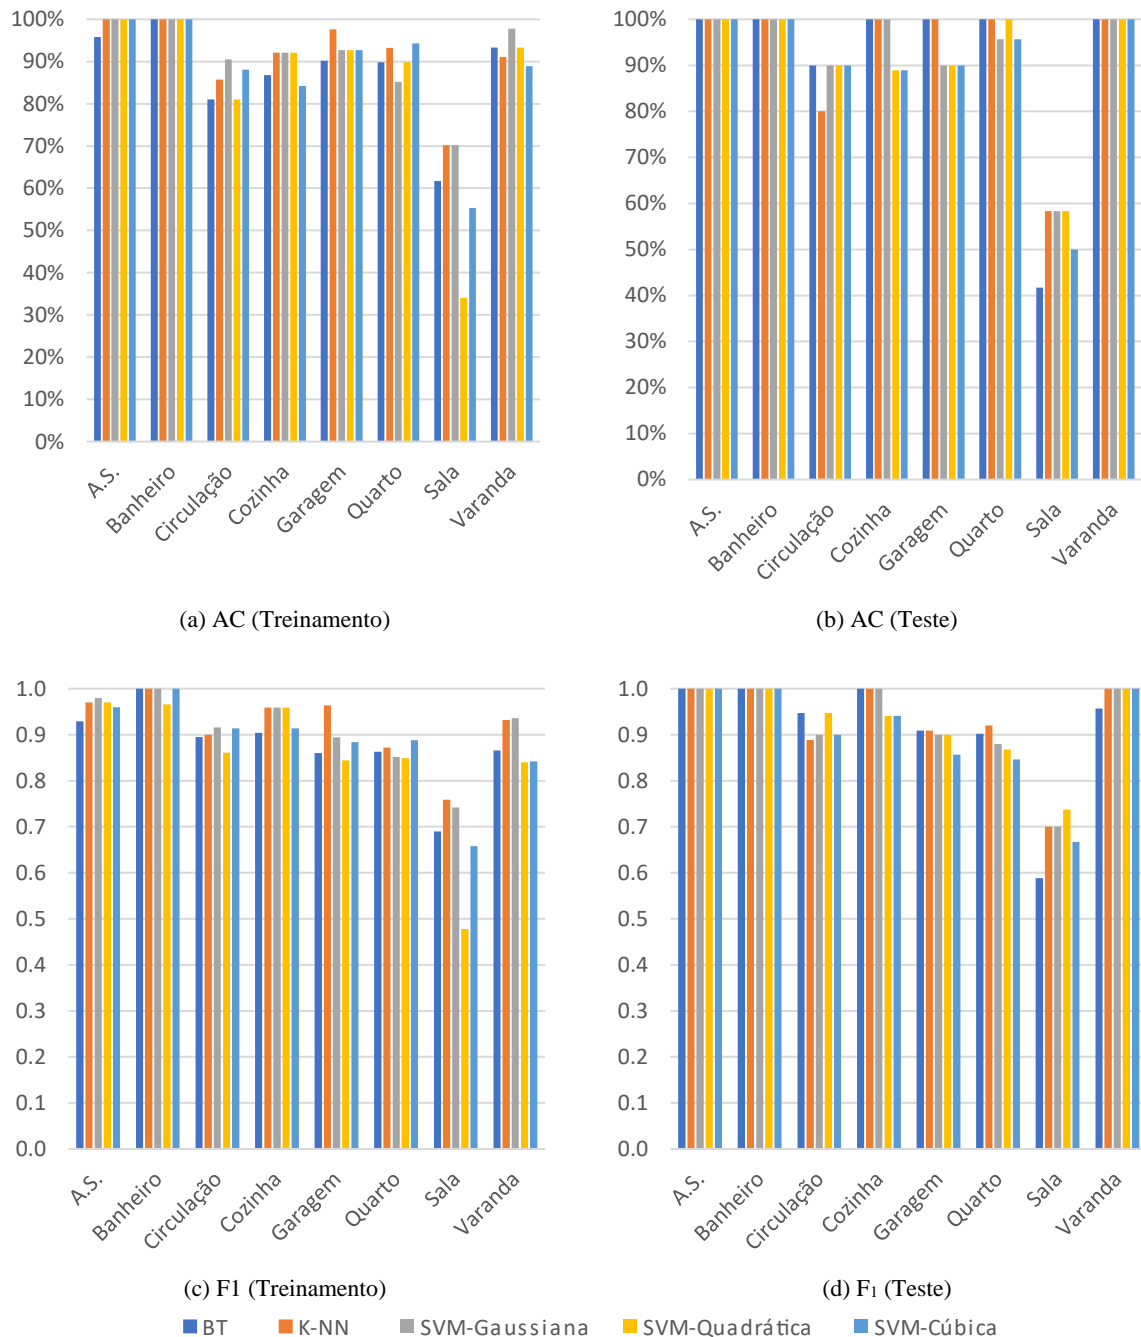 100%
90%
80%
70%
60%
50%
40%
30%
20%
10%
0%
A.S.
Banheiro
Circulação
Cozinha
Garagem
Quarto
Sala
Varanda
(a) AC (Treinamento)
100%
90%
80%
70%
60%
50%
40%
30%
20%
10%
0%
A.S.
Banheiro
Circulação
Cozinha
Garagem
Quarto
Sala
Varanda
(b) AC (Teste)
1.0
0.9
0.8
0.7
0.6
0.5
0.4
0.3
0.2
0.1
0.0
A.S.
Banheiro
Circulação
Cozinha
Garagem
Quarto
Sala
Varanda
(c) F1 (Treinamento)
1.0
0.9
0.8
0.7
0.6
0.5
0.4
0.3
0.2
0.1
0.0
A.S.
Banheiro
Circulação
Cozinha
Garagem
Quarto
Sala
Varanda
(d) F₁ (Teste)
BT K-NN SVM-Gaussiana SVM-Quadrática SVM-Cúbica